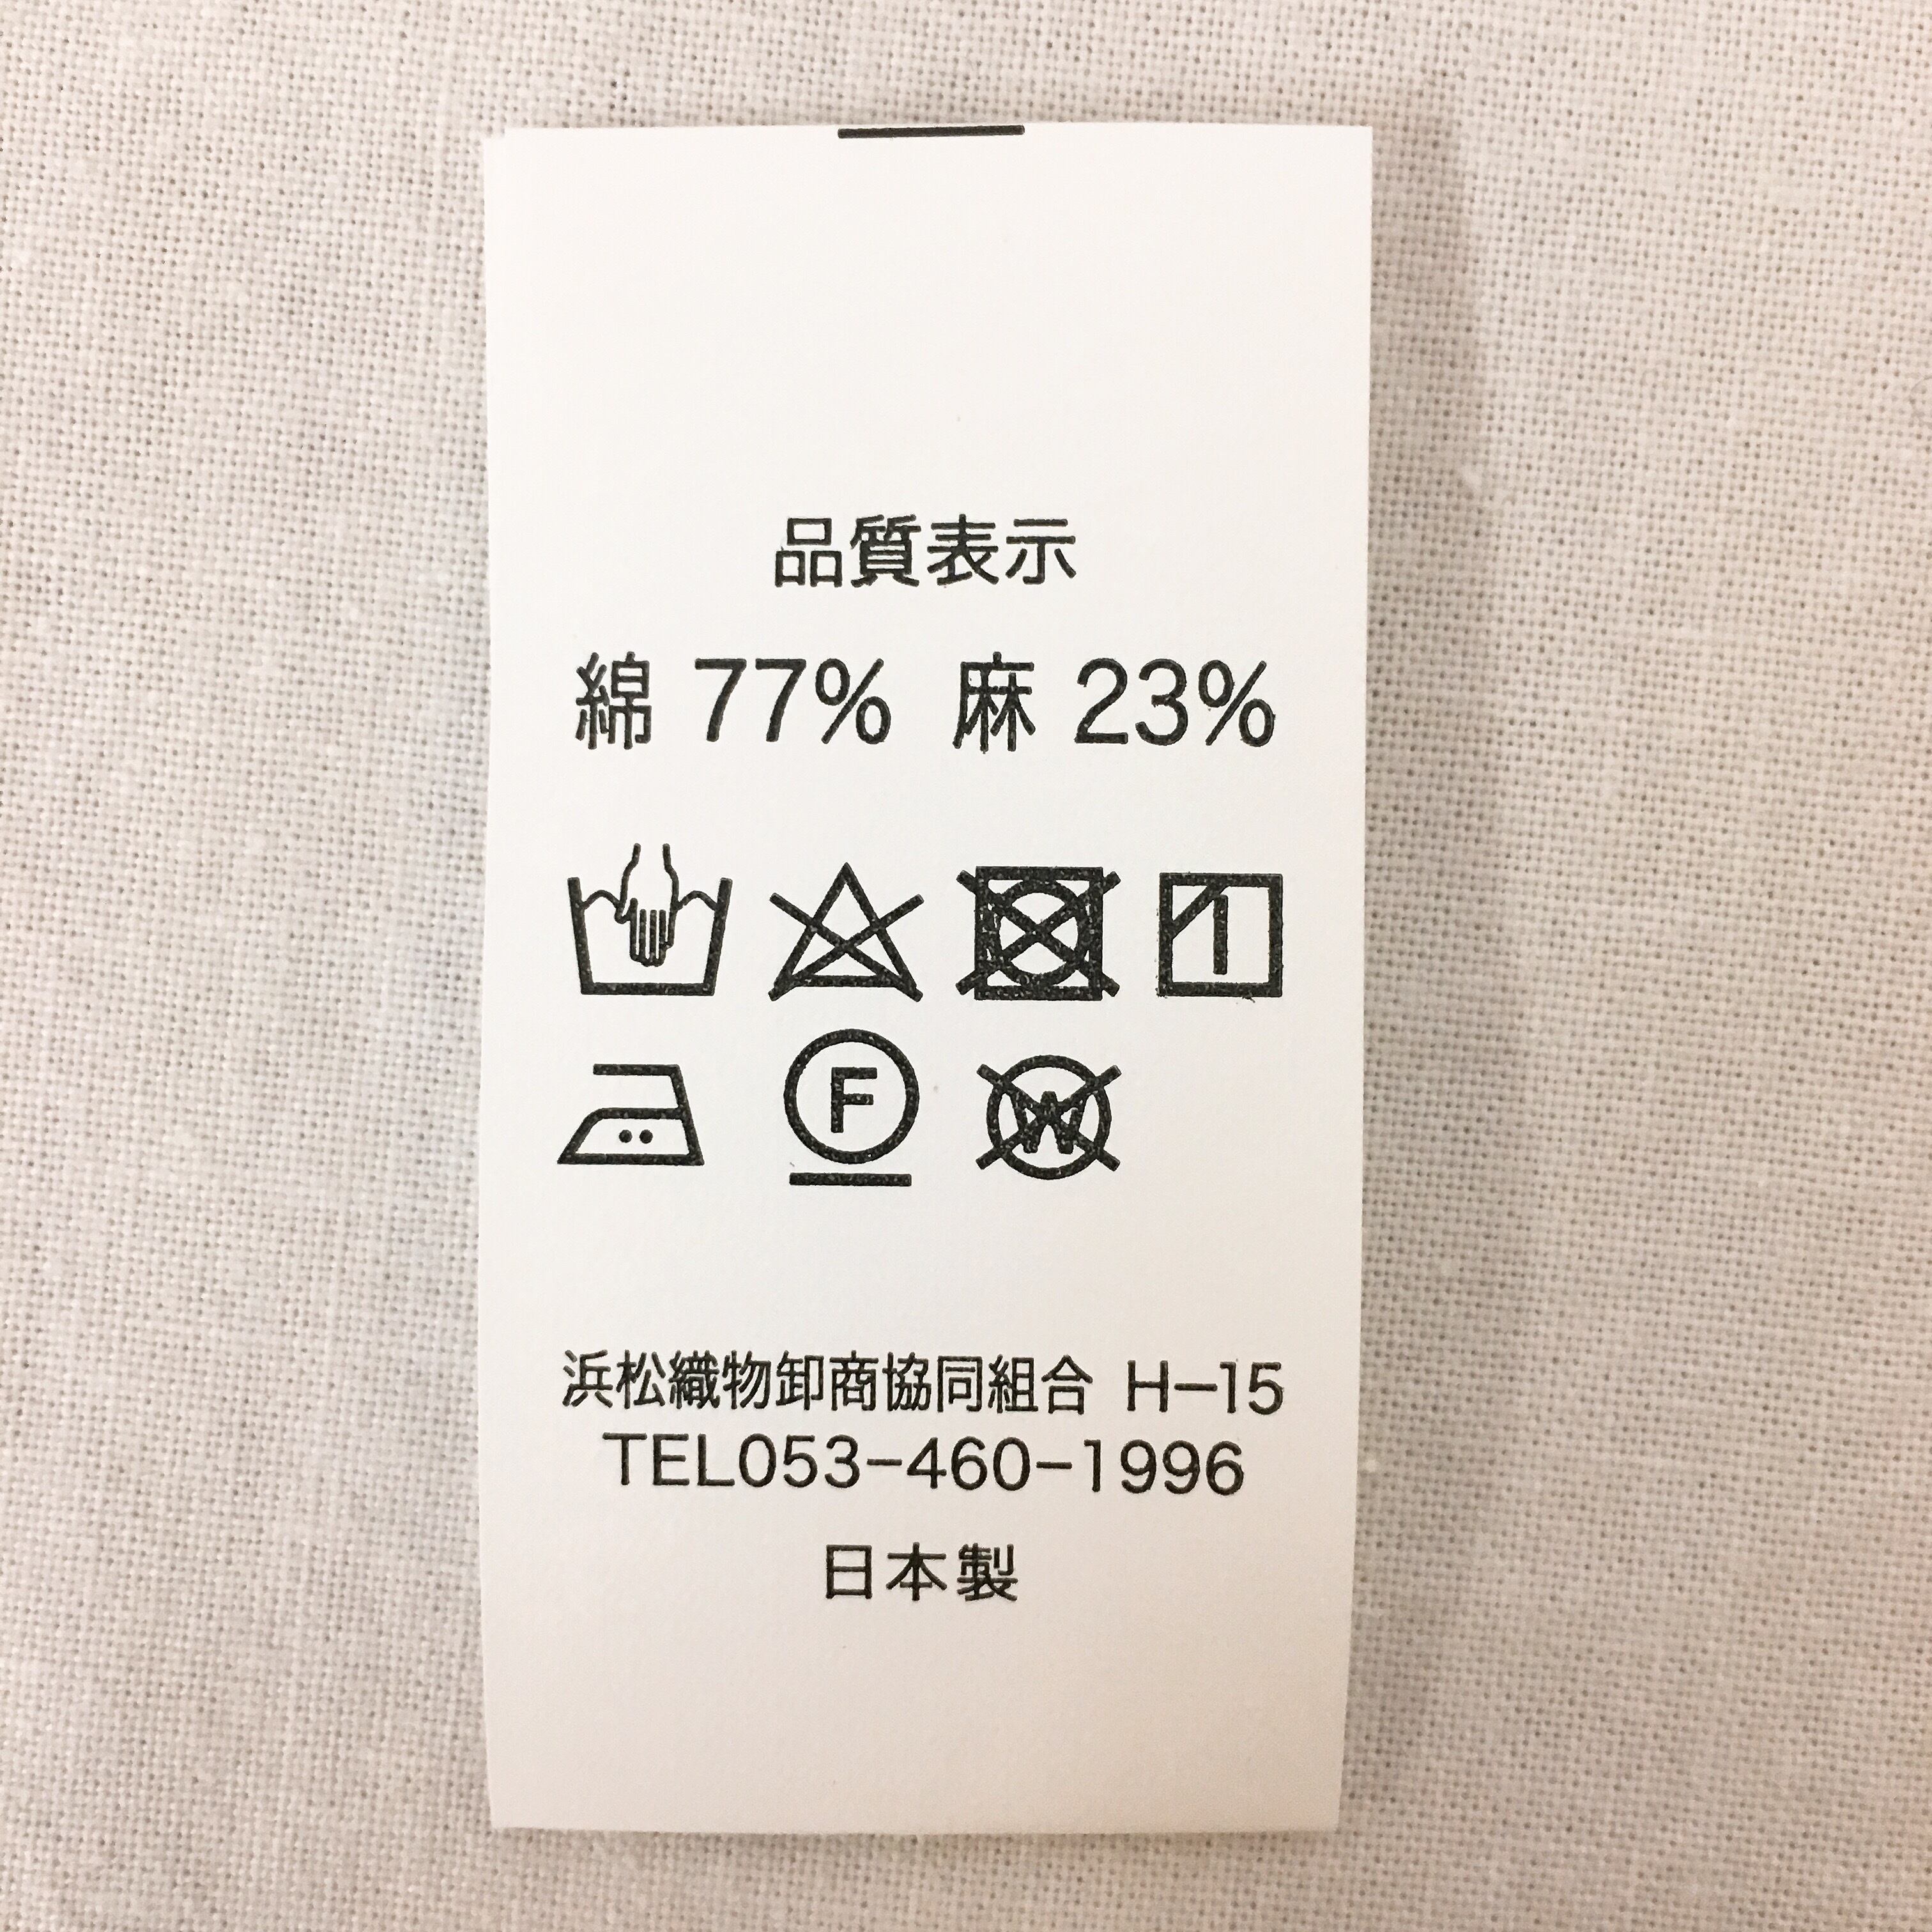 品質表示
綿 77% 麻 23%
F W
浜松織物卸商協同組合 H-15
TEL053-460-1996
日本製